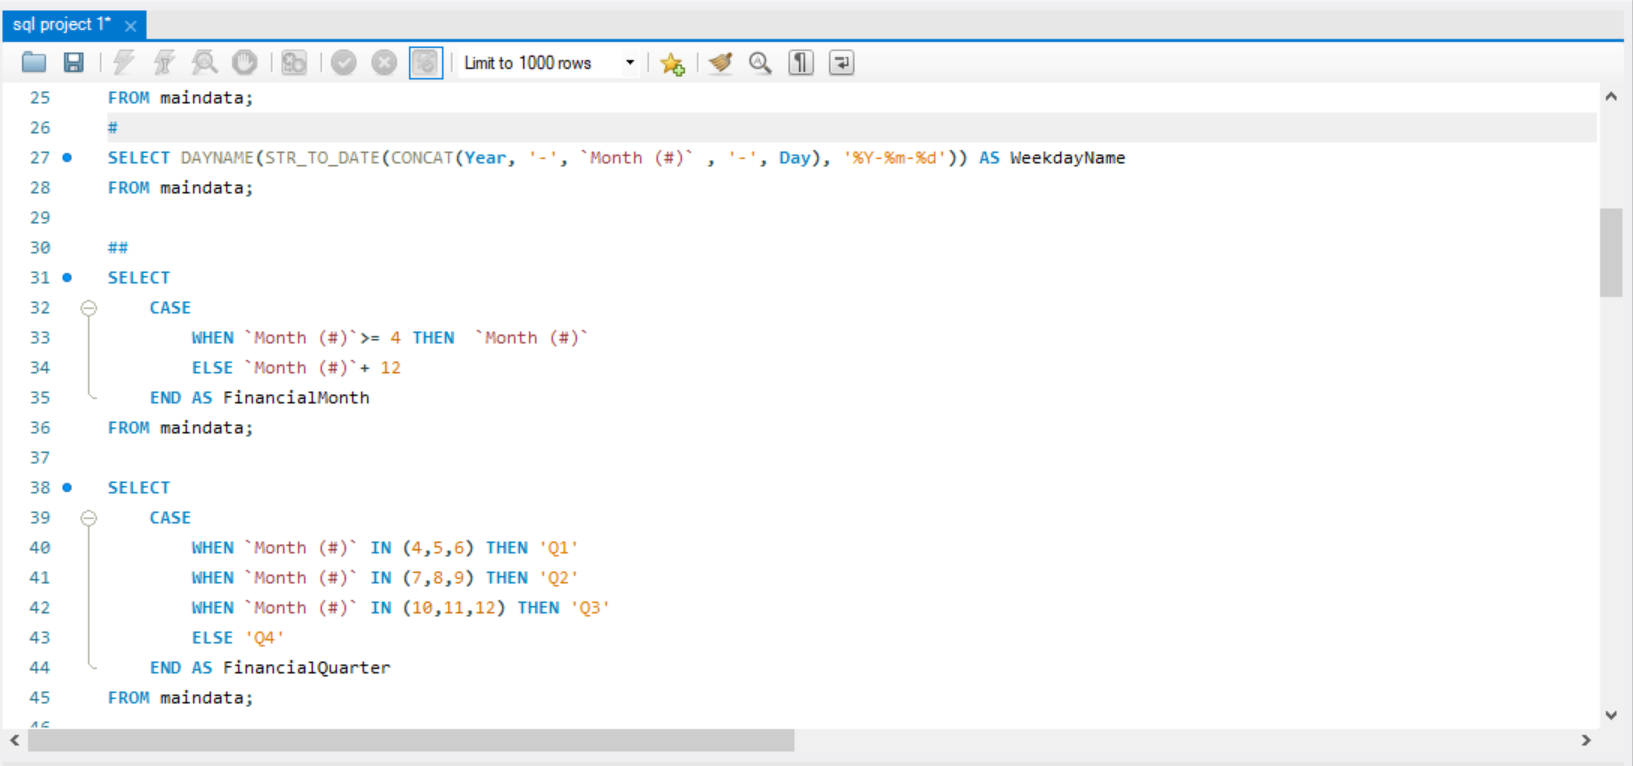 sql project 1*
Limit to 1000 rows
25 FROM maindata;
26 #
27 SELECT DAYNAME(STR_TO_DATE(CONCAT(Year, '-', `Month (#)` , '-', Day), '%Y-%m-%d')) AS WeekdayName
28 FROM maindata;
29
30 ##
31 SELECT
32 CASE
33 WHEN `Month (#)`>= 4 THEN  `Month (#)`
34 ELSE `Month (#)`+ 12
35 END AS FinancialMonth
36 FROM maindata;
37
38 SELECT
39 CASE
40 WHEN `Month (#)` IN (4,5,6) THEN 'Q1'
41 WHEN `Month (#)` IN (7,8,9) THEN 'Q2'
42 WHEN `Month (#)` IN (10,11,12) THEN 'Q3'
43 ELSE 'Q4'
44 END AS FinancialQuarter
45 FROM maindata;
46